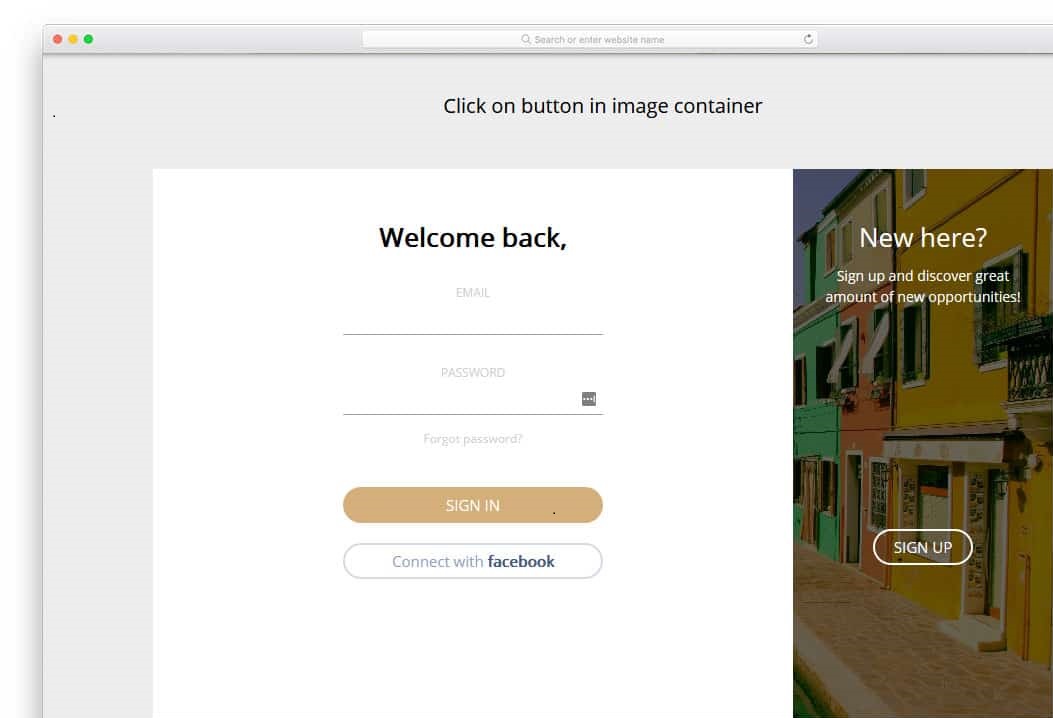 Search or enter website name
Click on button in image container
Welcome back,
EMAIL
PASSWORD
Forgot password?
SIGN IN
Connect with facebook
New here?
Sign up and discover great
amount of new opportunities!
SIGN UP